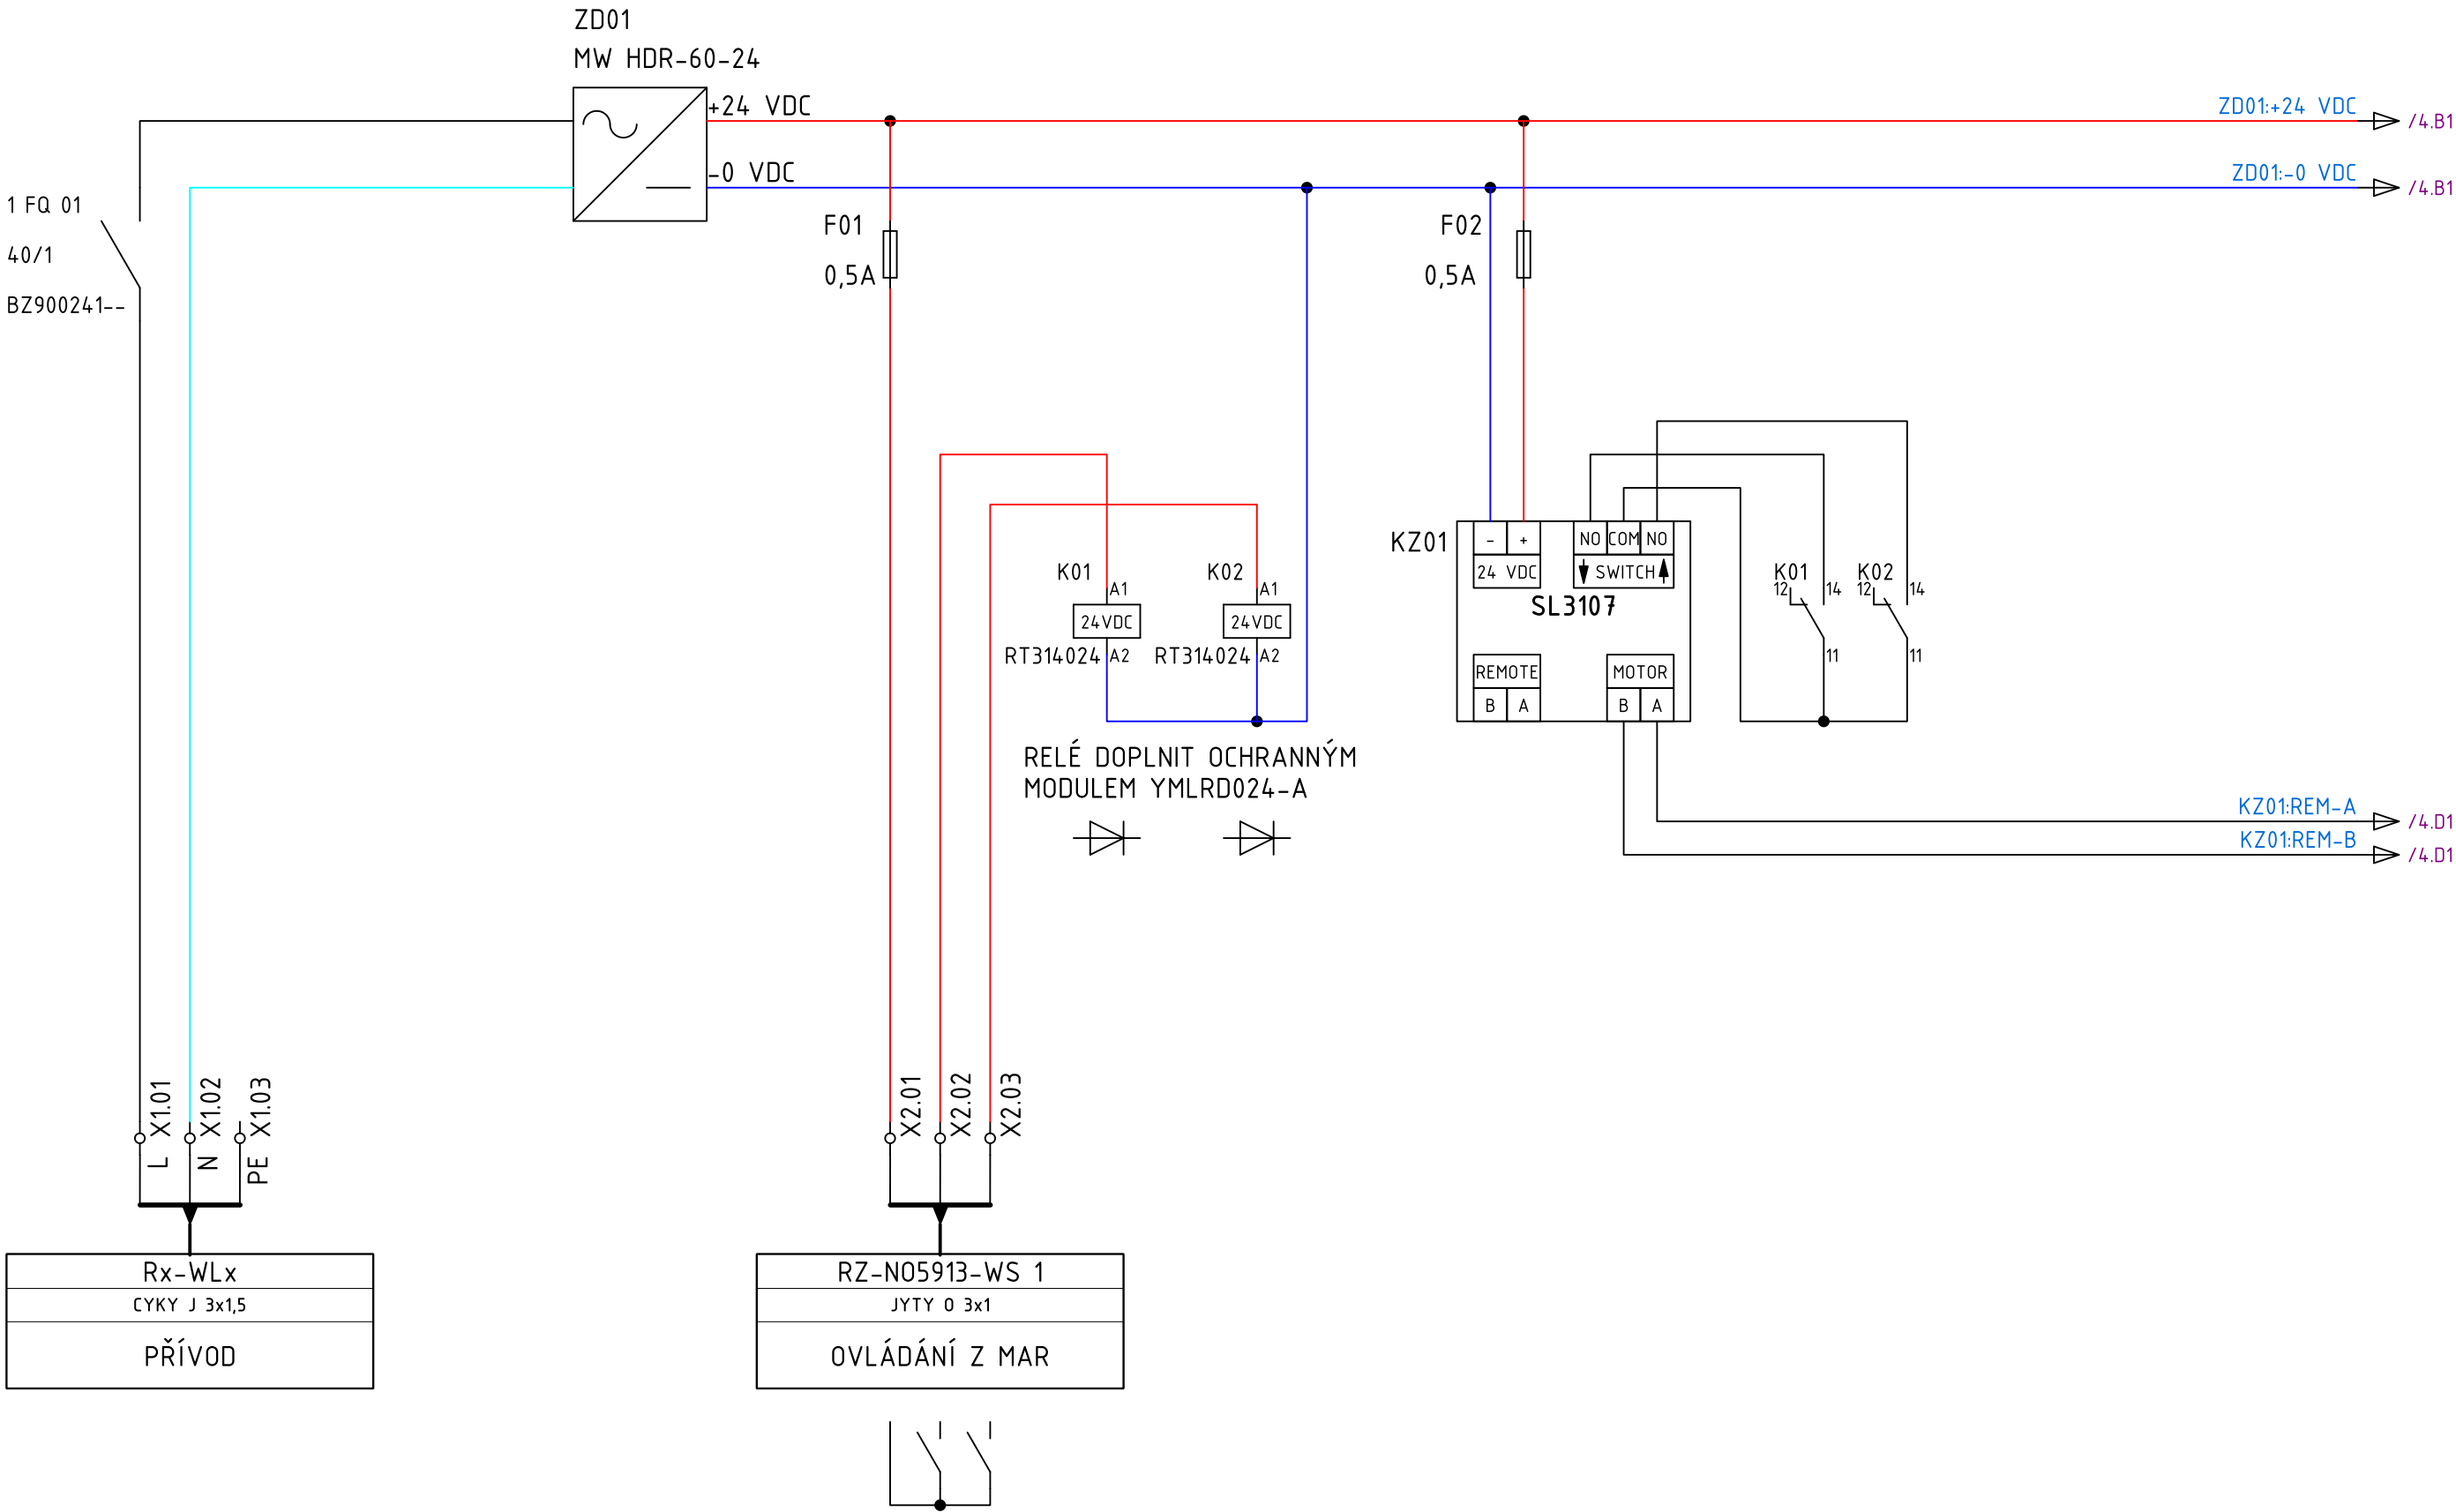 ZD01
MW HDR-60-24
+24 VDC
-0 VDC
ZD01:+24 VDC
/4.B1
ZD01:-0 VDC
/4.B1
1 FQ 01
40/1
BZ900241--
F01
0,5A
F02
0,5A
K01
A1
24VDC
RT314024
A2
K02
A1
24VDC
RT314024
A2
RELÉ DOPLNIT OCHRANNÝM
MODULEM YMLRD024-A
KZ01
- +
24 VDC
NO COM NO
SWITCH
SL3107
REMOTE
B A
MOTOR
B A
K01
12
14
11
K02
12
14
11
KZ01:REM-A
/4.D1
KZ01:REM-B
/4.D1
X1.01
X1.02
X1.03
L
N
PE
X2.01
X2.02
X2.03
Rx-WLx
CYKY J 3x1,5
PŘÍVOD
RZ-NO5913-WS 1
JYTY O 3x1
OVLÁDÁNÍ Z MAR